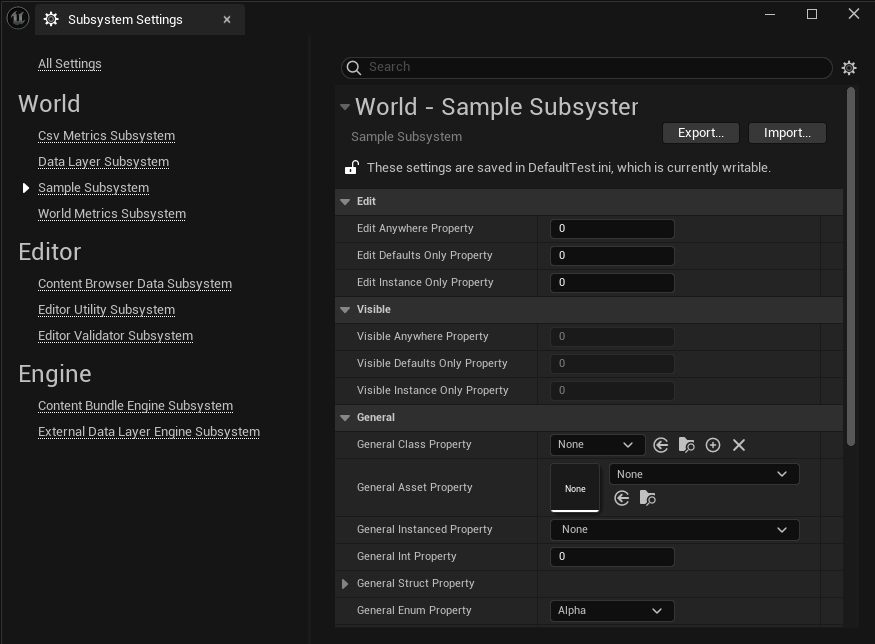 Subsystem Settings
All Settings
World
Csv Metrics Subsystem
Data Layer Subsystem
Sample Subsystem
World Metrics Subsystem
Editor
Content Browser Data Subsystem
Editor Utility Subsystem
Editor Validator Subsystem
Engine
Content Bundle Engine Subsystem
External Data Layer Engine Subsystem
Search
World - Sample Subsyster
Sample Subsystem
Export...
Import...
These settings are saved in DefaultTest.ini, which is currently writable.
Edit
Edit Anywhere Property 0
Edit Defaults Only Property 0
Edit Instance Only Property 0
Visible
Visible Anywhere Property 0
Visible Defaults Only Property 0
Visible Instance Only Property 0
General
General Class Property None
General Asset Property None None
General Instanced Property None
General Int Property 0
General Struct Property
General Enum Property Alpha